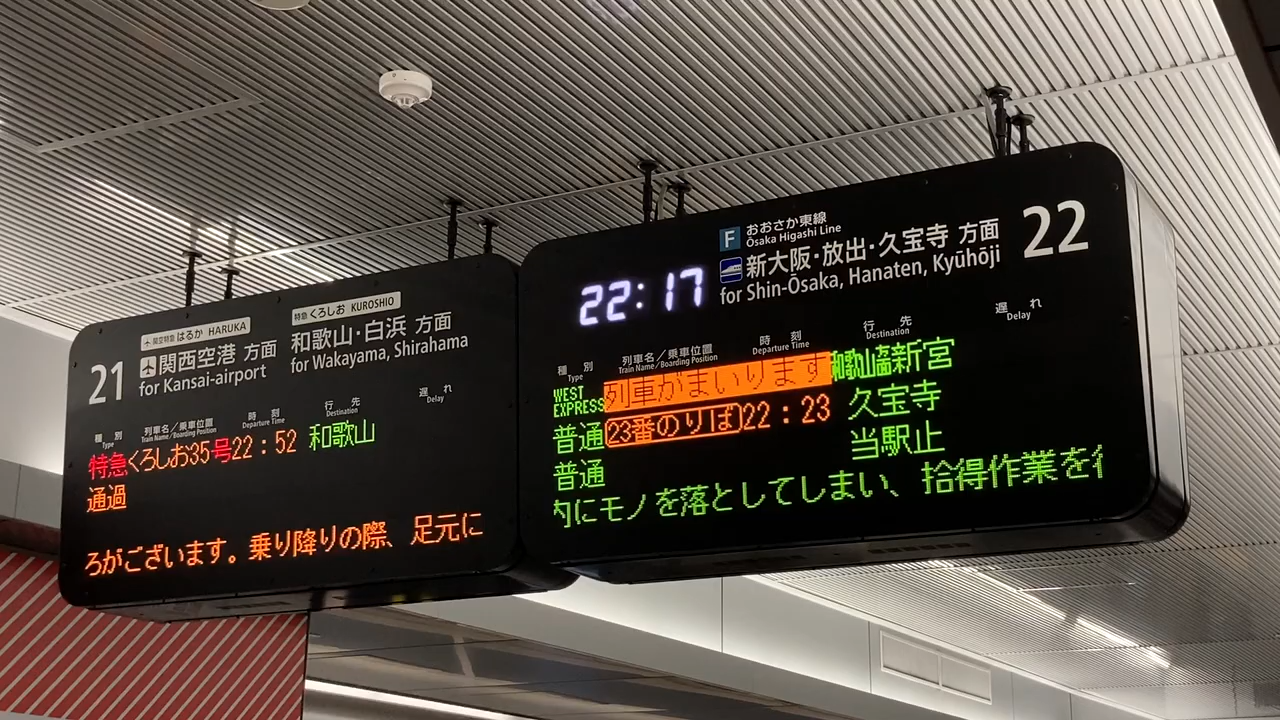 21
関空特急 はるか HARUKA
関西空港 方面
for Kansai-airport
特急 くろしお KUROSHIO
和歌山・白浜 方面
for Wakayama, Shirahama
種別 列車名／乗車位置 時刻 行先 遅れ
Type Train Name/Boarding Position Departure Time Destination Delay
特急 くろしお35号 22:52 和歌山
通過
ろがございます。乗り降りの際、足元に
22:17
F おおさか東線
Ōsaka Higashi Line
新大阪・放出・久宝寺 方面
for Shin-Ōsaka, Hanaten, Kyūhōji
22
種別 列車名／乗車位置 時刻 行先 遅れ
Type Train Name/Boarding Position Departure Time Destination Delay
WEST EXPRESS 列車がまいります 新宮
普通 23番のりば 22:23 久宝寺
普通 当駅止
内にモノを落としてしまい、拾得作業を行